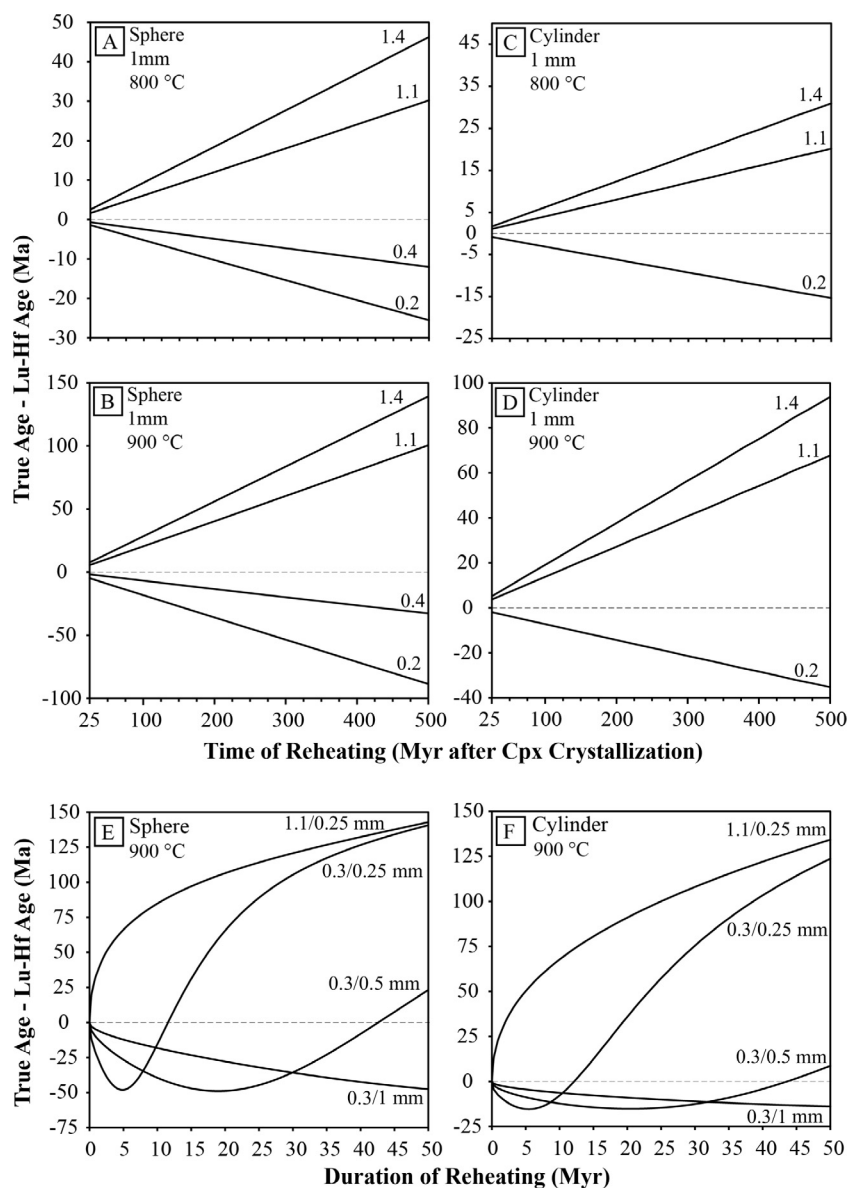 A Sphere
1mm
800 °C
50
40
30
20
10
0
-10
-20
-30
1.4
1.1
0.4
0.2
C Cylinder
1 mm
800 °C
45
35
25
15
5
0
-5
-15
-25
1.4
1.1
0.2
True Age - Lu-Hf Age (Ma)
B Sphere
1mm
900 °C
150
100
50
0
-50
-100
1.4
1.1
0.4
0.2
25 100 200 300 400 500
D Cylinder
1 mm
900 °C
100
80
60
40
20
0
-20
-40
1.4
1.1
0.2
25 100 200 300 400 500
Time of Reheating (Myr after Cpx Crystallization)
True Age - Lu-Hf Age (Ma)
E Sphere
900 °C
150
125
100
75
50
25
0
-25
-50
-75
1.1/0.25 mm
0.3/0.25 mm
0.3/0.5 mm
0.3/1 mm
0 5 10 15 20 25 30 35 40 45 50
F Cylinder
900 °C
150
125
100
75
50
25
0
-25
1.1/0.25 mm
0.3/0.25 mm
0.3/0.5 mm
0.3/1 mm
0 5 10 15 20 25 30 35 40 45 50
Duration of Reheating (Myr)